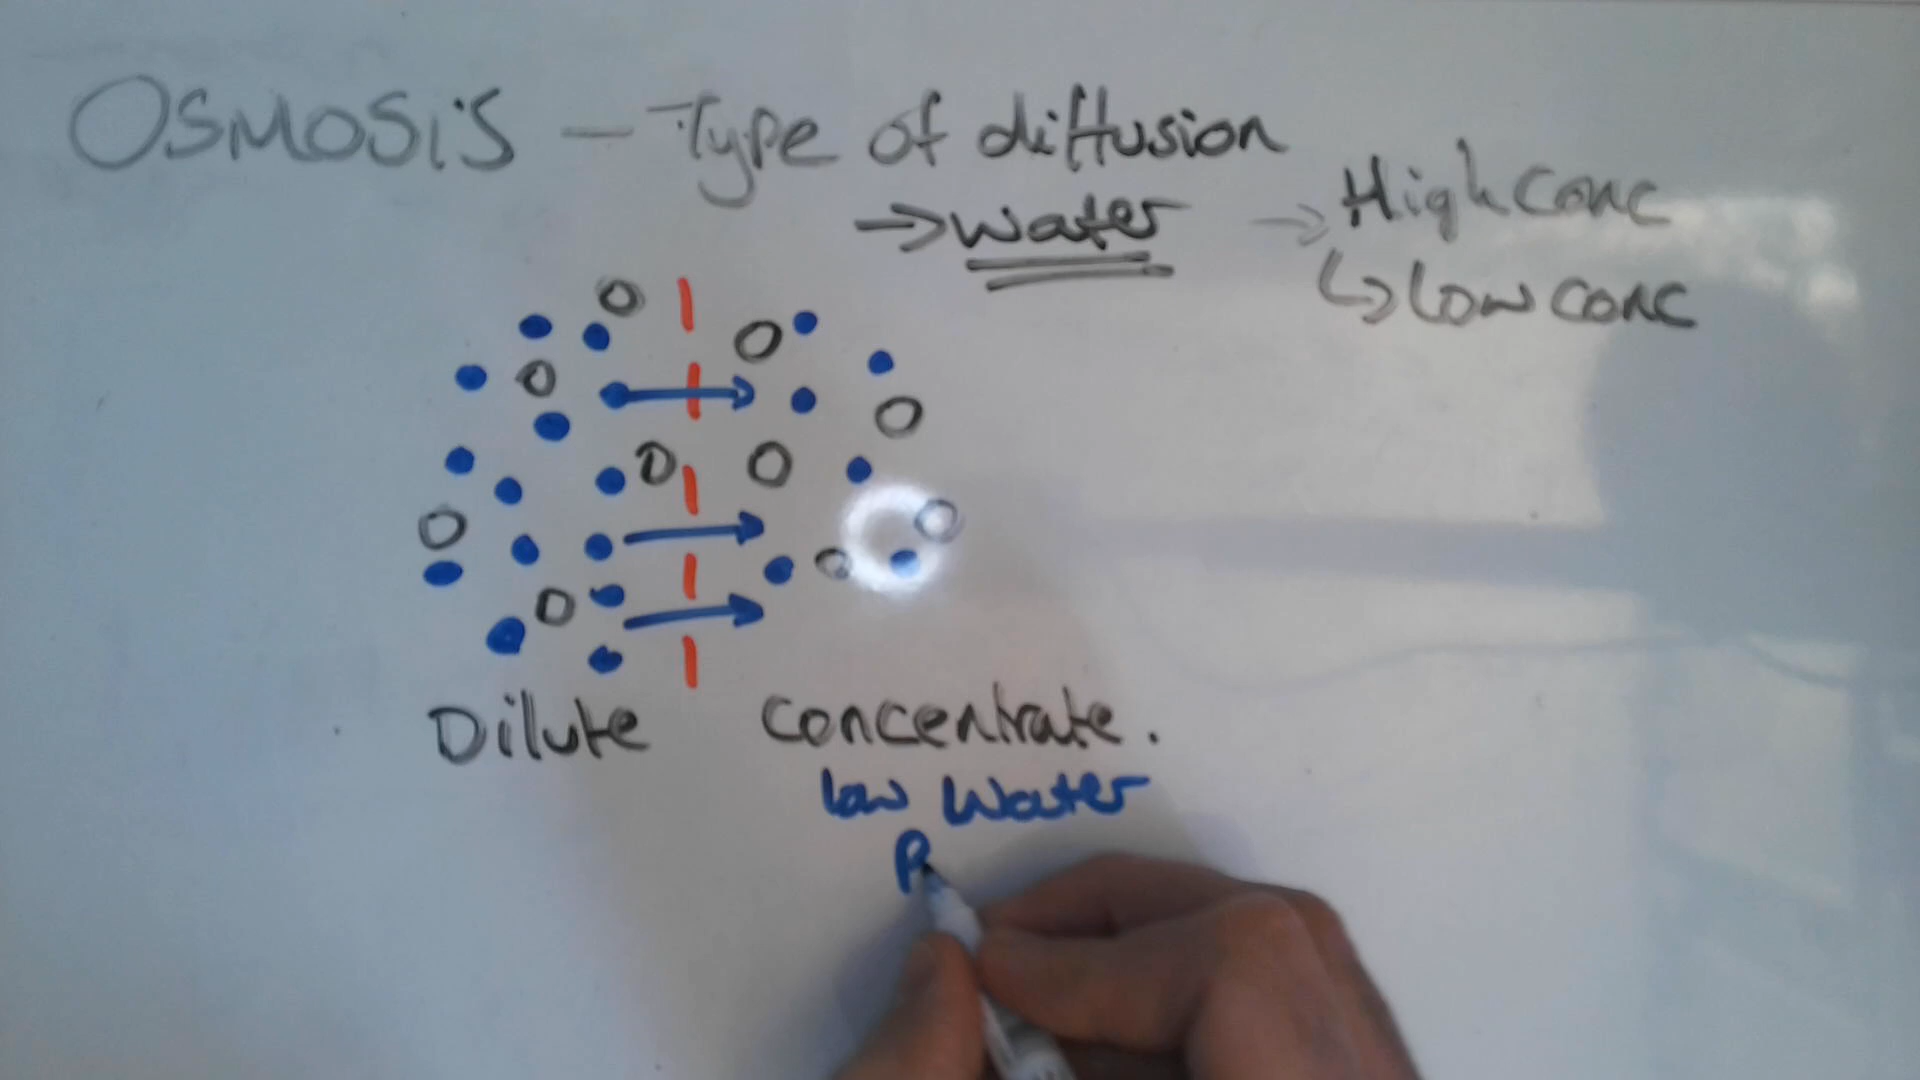 OSMOSiS — Type of diffusion
→ water → High conc
↳ low conc
Dilute Concentrate.
low Water
P